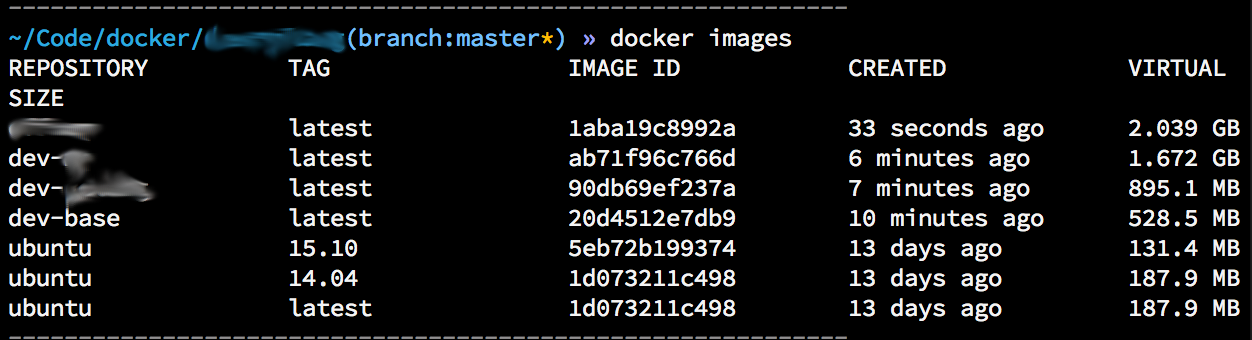 ~/Code/docker/ (branch:master*) » docker images
REPOSITORY TAG IMAGE ID CREATED VIRTUAL
SIZE
latest 1aba19c8992a 33 seconds ago 2.039 GB
dev- latest ab71f96c766d 6 minutes ago 1.672 GB
dev- latest 90db69ef237a 7 minutes ago 895.1 MB
dev-base latest 20d4512e7db9 10 minutes ago 528.5 MB
ubuntu 15.10 5eb72b199374 13 days ago 131.4 MB
ubuntu 14.04 1d073211c498 13 days ago 187.9 MB
ubuntu latest 1d073211c498 13 days ago 187.9 MB